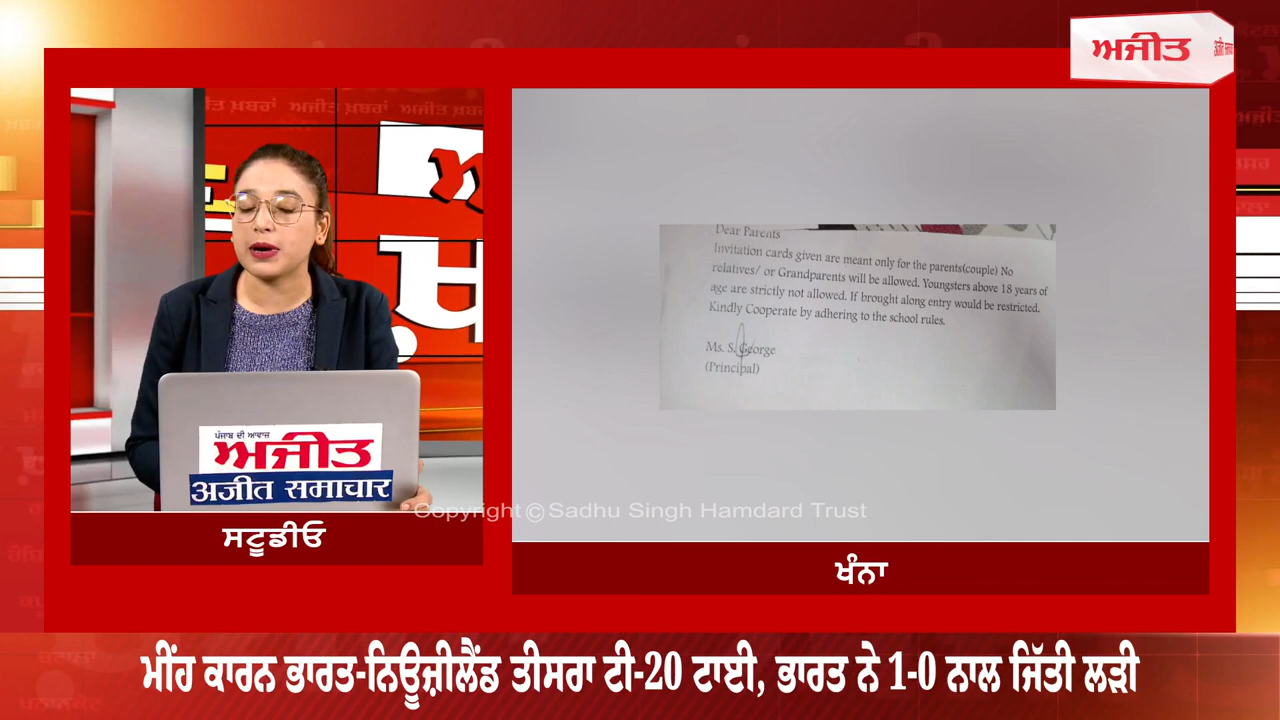 ਅਜੀਤ
ਪੰਜਾਬ ਦੀ ਆਵਾਜ਼
ਅਜੀਤ
अजीत समाचार
ਸਟੂਡੀਓ
Dear Parents
Invitation cards given are meant only for the parents(couple) No
relatives/ or Grandparents will be allowed. Youngsters above 18 years of
age are strictly not allowed. If brought along entry would be restricted.
Kindly Cooperate by adhering to the school rules.
Ms. S. George
(Principal)
Copyright © Sadhu Singh Hamdard Trust
ਖੰਨਾ
ਮੀਂਹ ਕਾਰਨ ਭਾਰਤ-ਨਿਊਜ਼ੀਲੈਂਡ ਤੀਸਰਾ ਟੀ-20 ਟਾਈ, ਭਾਰਤ ਨੇ 1-0 ਨਾਲ ਜਿੱਤੀ ਲੜੀ